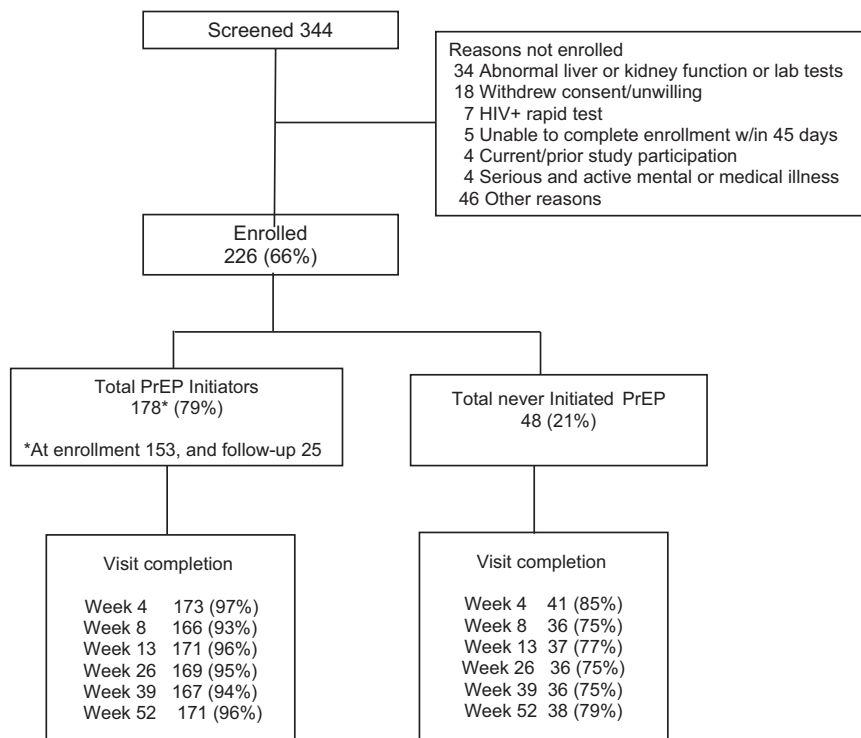 Screened 344
Reasons not enrolled
34 Abnormal liver or kidney function or lab tests
18 Withdrew consent/unwilling
7 HIV+ rapid test
5 Unable to complete enrollment w/in 45 days
4 Current/prior study participation
4 Serious and active mental or medical illness
46 Other reasons
Enrolled
226 (66%)
Total PrEP Initiators
178* (79%)
*At enrollment 153, and follow-up 25
Total never Initiated PrEP
48 (21%)
Visit completion
Week 4 173 (97%)
Week 8 166 (93%)
Week 13 171 (96%)
Week 26 169 (95%)
Week 39 167 (94%)
Week 52 171 (96%)
Visit completion
Week 4 41 (85%)
Week 8 36 (75%)
Week 13 37 (77%)
Week 26 36 (75%)
Week 39 36 (75%)
Week 52 38 (79%)